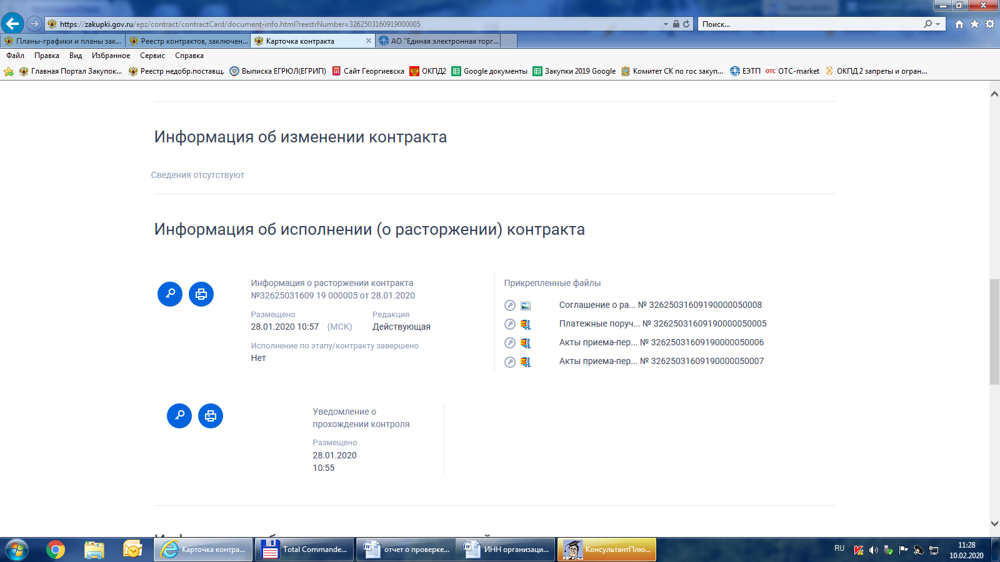 https://zakupki.gov.ru/epz/contract/contractCard/document-info.html?reestrNumber=3262503160919000005
Поиск...
Планы-графики и планы зак...
Реестр контрактов, заключен...
Карточка контракта
АО "Единая электронная торг...
Файл Правка Вид Избранное Сервис Справка
Главная Портал Закупок... Реестр недобр.поставщ. Выписка ЕГРЮЛ(ЕГРИП) Сайт Георгиевска ОКПД2 Google документы Закупки 2019 Google Комитет СК по гос закуп... ЕЭТП OTC OTC-market ОКПД 2 запреты и огран...
Информация об изменении контракта
Сведения отсутствуют
Информация об исполнении (о расторжении) контракта
Информация о расторжении контракта
№32625031609 19 000005 от 28.01.2020
Размещено Редакция
28.01.2020 10:57 (МСК) Действующая
Исполнение по этапу/контракту завершено
Нет
Прикрепленные файлы
Соглашение о ра... № 32625031609190000050008
Платежные поруч... № 32625031609190000050005
Акты приема-пер... № 32625031609190000050006
Акты приема-пер... № 32625031609190000050007
Уведомление о
прохождении контроля
Размещено
28.01.2020
10:55
Карточка контра...
Total Commande...
отчет о проверке...
ИНН организаци...
КонсультантПлю...
RU
11:28
10.02.2020